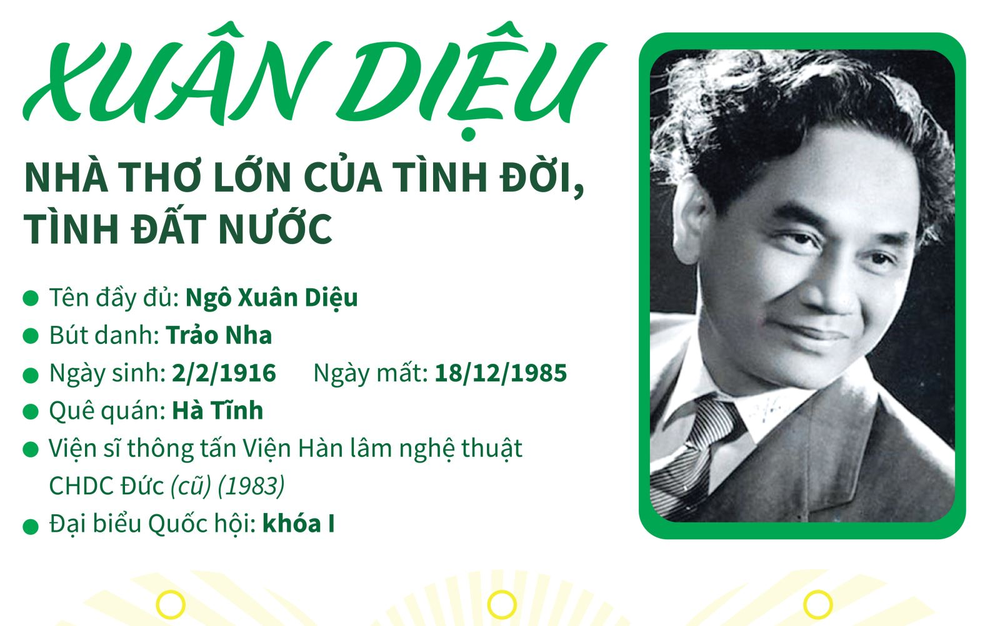 XUÂN DIỆU
NHÀ THƠ LỚN CỦA TÌNH ĐỜI,
TÌNH ĐẤT NƯỚC
Tên đầy đủ: Ngô Xuân Diệu
Bút danh: Trảo Nha
Ngày sinh: 2/2/1916 Ngày mất: 18/12/1985
Quê quán: Hà Tĩnh
Viện sĩ thông tấn Viện Hàn lâm nghệ thuật
CHDC Đức (cũ) (1983)
Đại biểu Quốc hội: khóa I